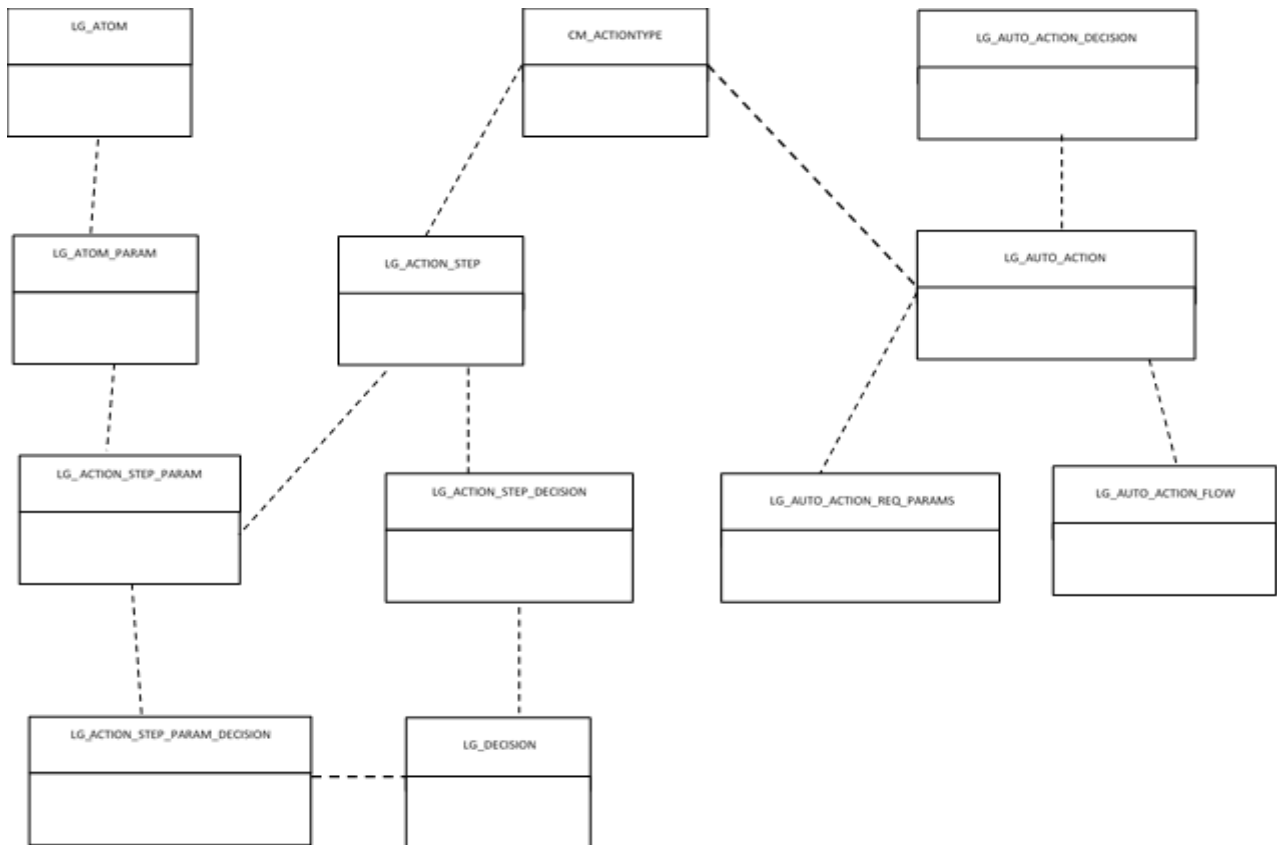 LG_ATOM
CM_ACTIONTYPE
LG_AUTO_ACTION_DECISION
LG_ATOM_PARAM
LG_ACTION_STEP
LG_AUTO_ACTION
LG_ACTION_STEP_PARAM
LG_ACTION_STEP_DECISION
LG_AUTO_ACTION_REQ_PARAMS
LG_AUTO_ACTION_FLOW
LG_ACTION_STEP_PARAM_DECISION
LG_DECISION